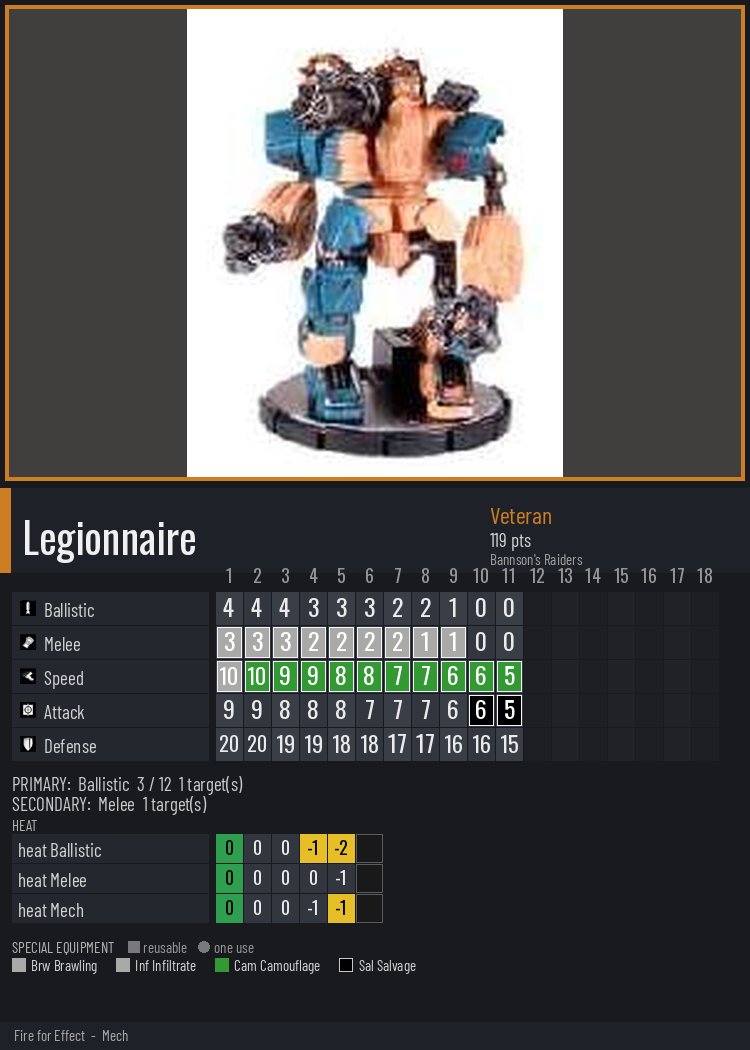 Legionnaire
Veteran
119 pts
Bannson's Raiders
1 2 3 4 5 6 7 8 9 10 11 12 13 14 15 16 17 18
Ballistic 4 4 4 3 3 3 2 2 1 0 0
Melee 3 3 3 2 2 2 2 1 1 0 0
Speed 10 10 9 9 8 8 7 7 6 6 5
Attack 9 9 8 8 8 7 7 7 6 6 5
Defense 20 20 19 19 18 18 17 17 16 16 15
PRIMARY: Ballistic 3 / 12 1 target(s)
SECONDARY: Melee 1 target(s)
HEAT
heat Ballistic 0 0 0 -1 -2
heat Melee 0 0 0 0 -1
heat Mech 0 0 0 -1 -1
SPECIAL EQUIPMENT reusable one use
Brw Brawling Inf Infiltrate Cam Camouflage Sal Salvage
Fire for Effect - Mech